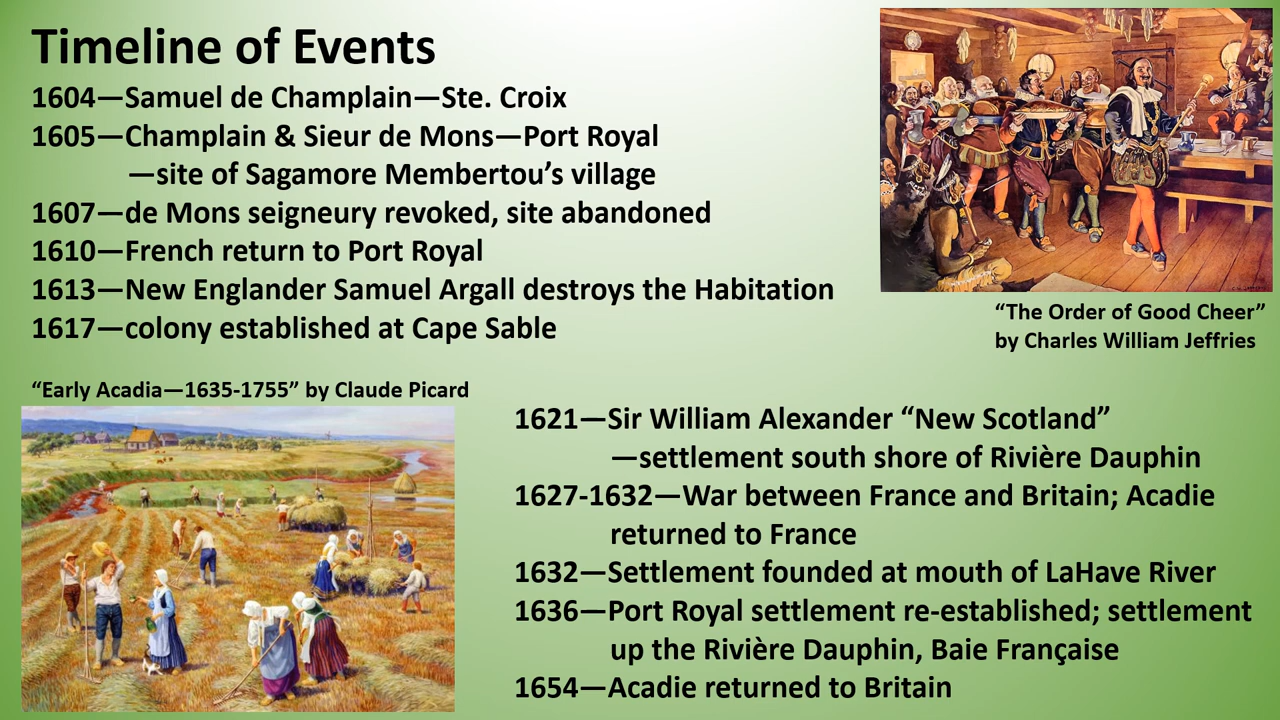 Timeline of Events
1604—Samuel de Champlain—Ste. Croix
1605—Champlain & Sieur de Mons—Port Royal
—site of Sagamore Membertou’s village
1607—de Mons seigneury revoked, site abandoned
1610—French return to Port Royal
1613—New Englander Samuel Argall destroys the Habitation
1617—colony established at Cape Sable
“The Order of Good Cheer”
by Charles William Jeffries
“Early Acadia—1635-1755” by Claude Picard
1621—Sir William Alexander “New Scotland”
—settlement south shore of Rivière Dauphin
1627-1632—War between France and Britain; Acadie
returned to France
1632—Settlement founded at mouth of LaHave River
1636—Port Royal settlement re-established; settlement
up the Rivière Dauphin, Baie Française
1654—Acadie returned to Britain